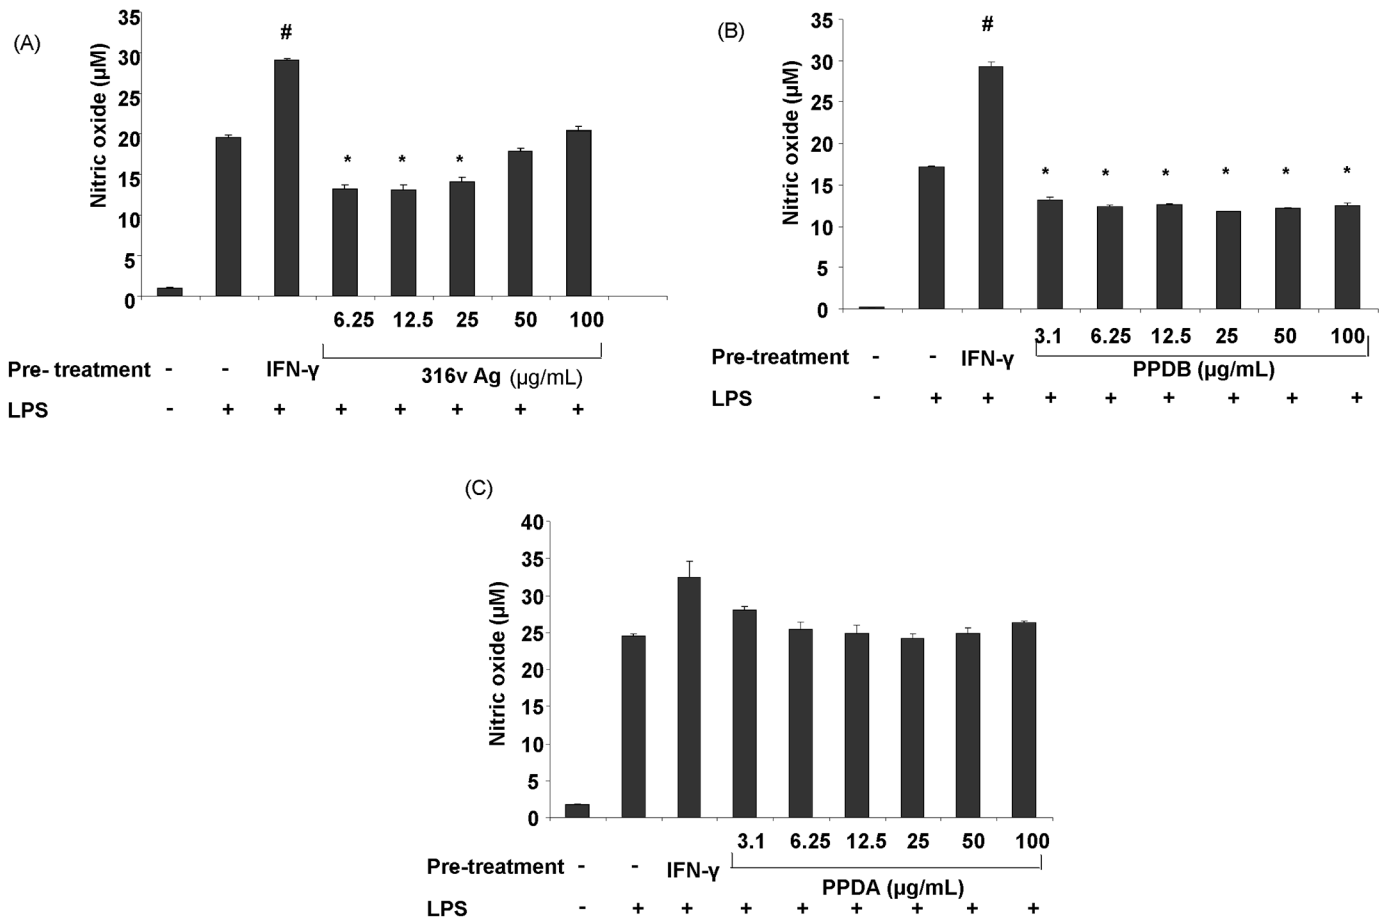 (A)
Nitric oxide (µM)
35
30
25
20
15
10
5
0
#
* * *
6.25 12.5 25 50 100
Pre- treatment - - IFN-γ 316v Ag (µg/mL)
LPS - + + + + + + +
(B)
Nitric oxide (µM)
35
30
25
20
15
10
5
0
#
* * * * * *
3.1 6.25 12.5 25 50 100
Pre-treatment - - IFN-γ PPDB (µg/mL)
LPS - + + + + + + + +
(C)
Nitric oxide (µM)
40
35
30
25
20
15
10
5
0
3.1 6.25 12.5 25 50 100
Pre-treatment - - IFN-γ PPDA (µg/mL)
LPS - + + + + + + + +